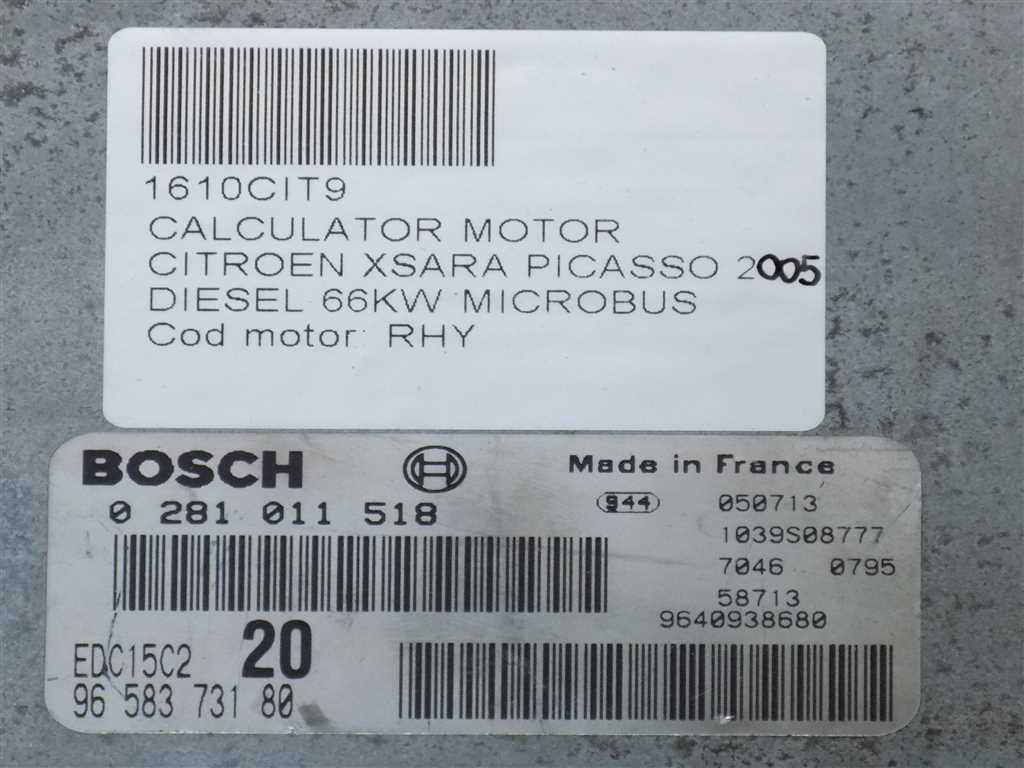 1610CIT9
CALCULATOR MOTOR
CITROEN XSARA PICASSO 2005
DIESEL 66KW MICROBUS
Cod motor: RHY
BOSCH
Made in France
0 281 011 518
944
050713
1039S08777
7046 0795
58713
9640938680
EDC15C2
20
96 583 731 80